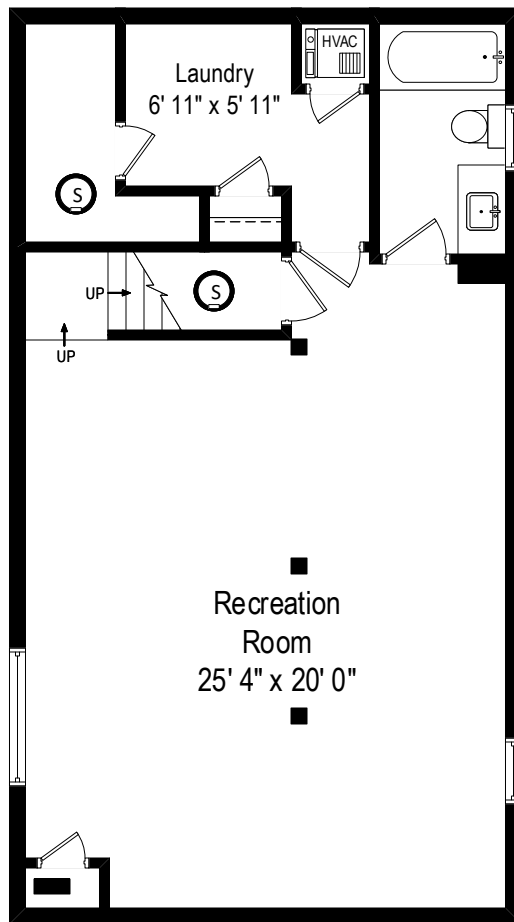 HVAC
Laundry
6' 11" x 5' 11"
S
S
UP
UP
Recreation
Room
25' 4" x 20' 0"